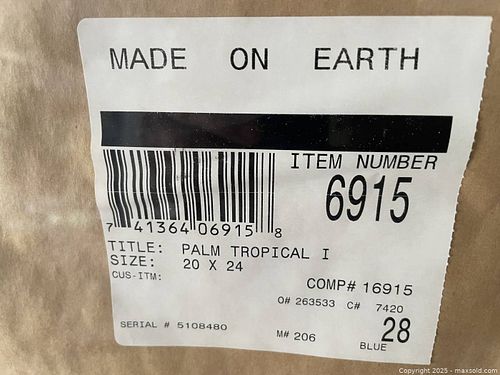 MADE ON EARTH
ITEM NUMBER
6915
7 41364 06915 8
TITLE: PALM TROPICAL I
SIZE: 20 X 24
CUS-ITM:
COMP# 16915
O# 263533 C# 7420
SERIAL # 5108480
M# 206
BLUE 28
Copyright 2025 - maxsold.com